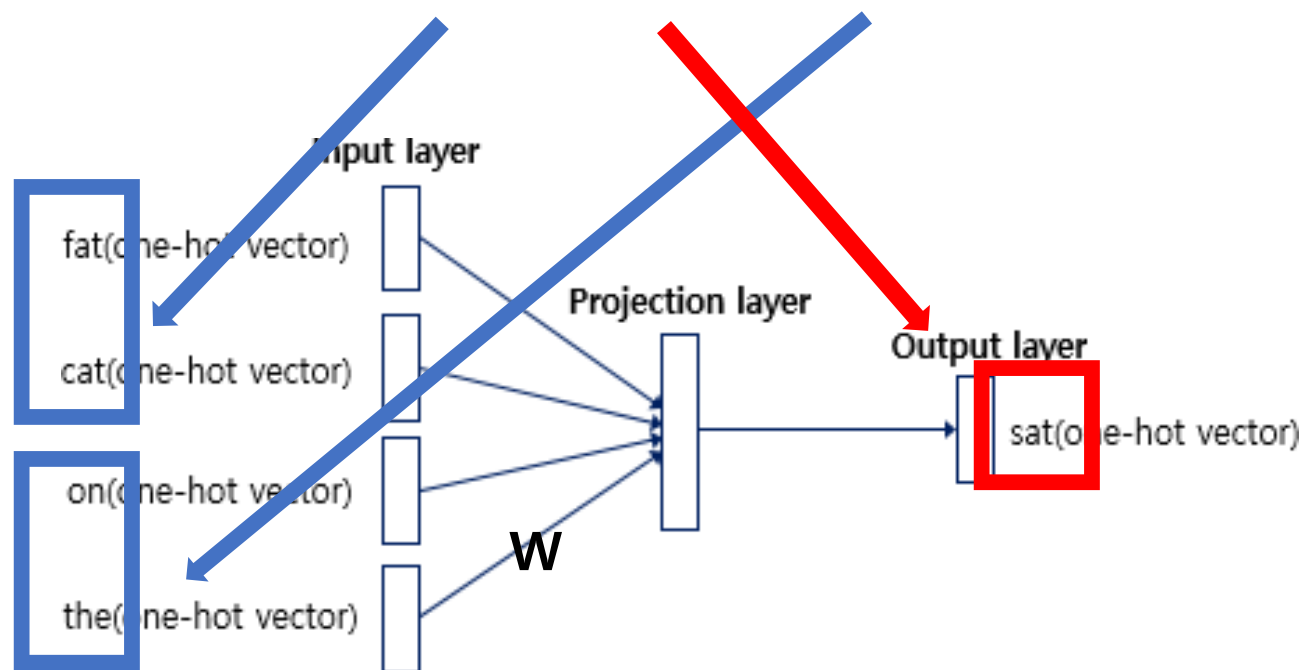 Input layer
fat(one-hot vector)
Projection layer
Output layer
cat(one-hot vector)
sat(one-hot vector)
on(one-hot vector)
W
the(one-hot vector)